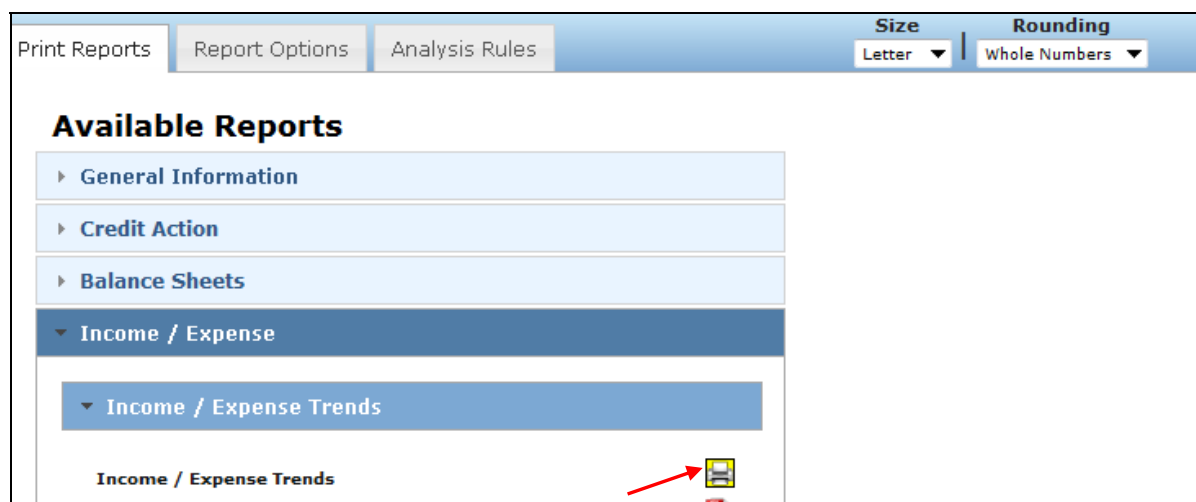 Size Rounding
Print Reports Report Options Analysis Rules Letter | Whole Numbers
Available Reports
General Information
Credit Action
Balance Sheets
Income / Expense
Income / Expense Trends
Income / Expense Trends